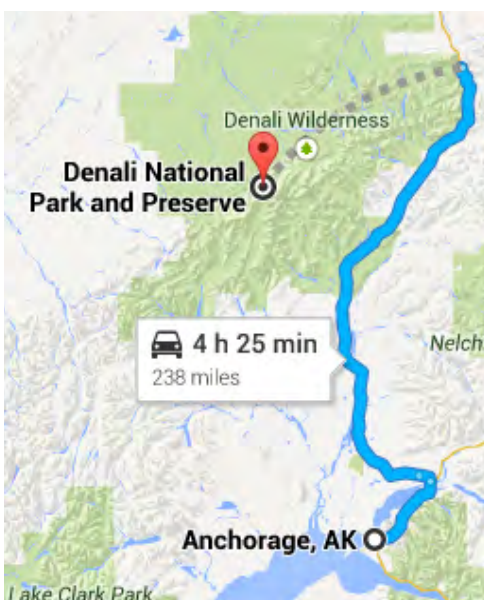 Denali Wilderness
Denali National
Park and Preserve
4 h 25 min
238 miles
Nelch
Anchorage, AK
Lake Clark Park